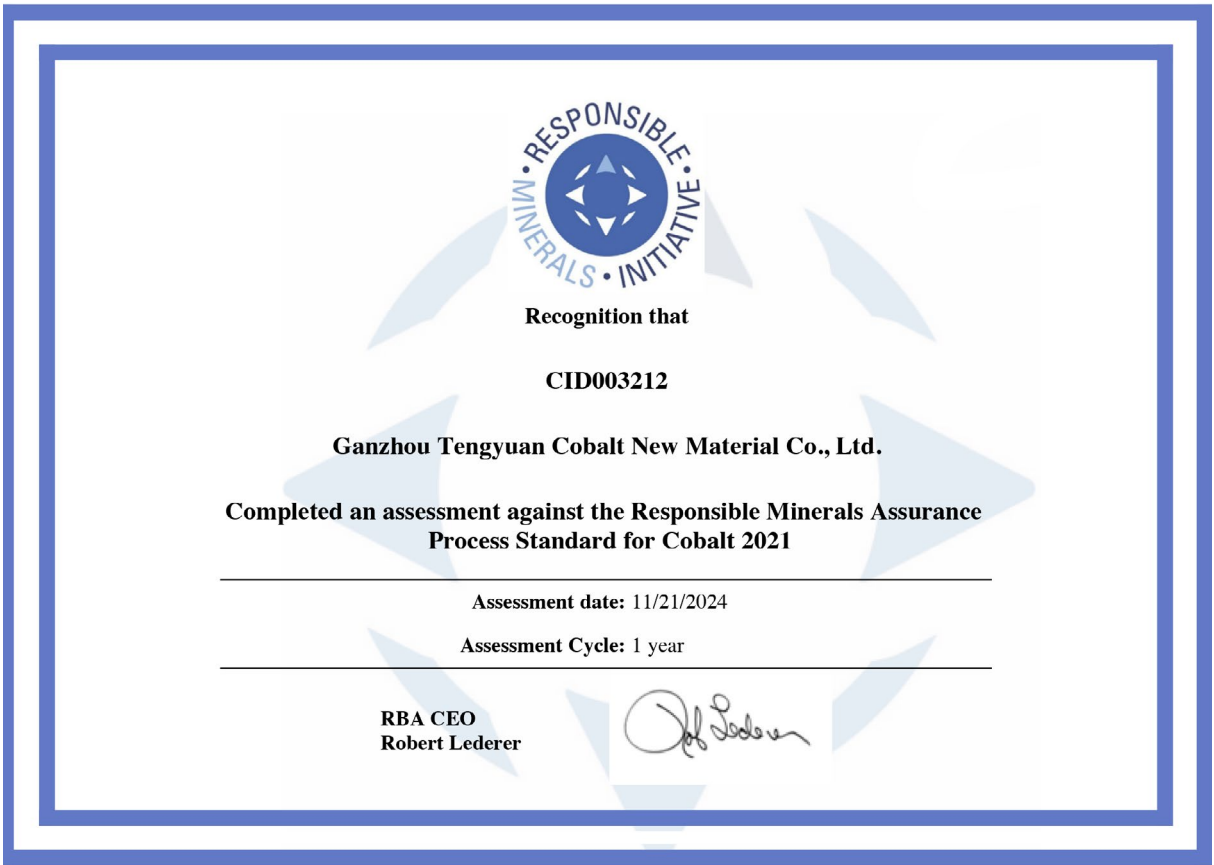 RESPONSIBLE • MINERALS • INITIATIVE •
Recognition that
CID003212
Ganzhou Tengyuan Cobalt New Material Co., Ltd.
Completed an assessment against the Responsible Minerals Assurance
Process Standard for Cobalt 2021
Assessment date: 11/21/2024
Assessment Cycle: 1 year
RBA CEO
Robert Lederer
Rob Lederer